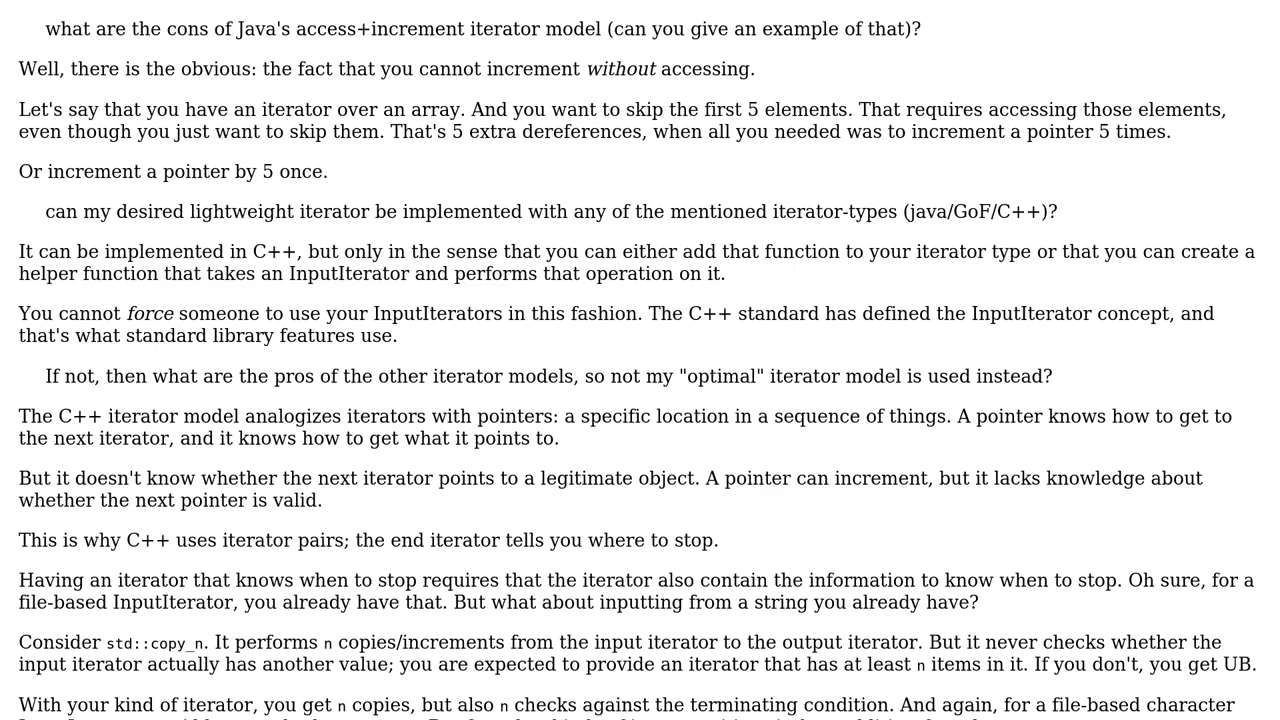 what are the cons of Java's access+increment iterator model (can you give an example of that)?
Well, there is the obvious: the fact that you cannot increment without accessing.
Let's say that you have an iterator over an array. And you want to skip the first 5 elements. That requires accessing those elements,
even though you just want to skip them. That's 5 extra dereferences, when all you needed was to increment a pointer 5 times.
Or increment a pointer by 5 once.
can my desired lightweight iterator be implemented with any of the mentioned iterator-types (java/GoF/C++)?
It can be implemented in C++, but only in the sense that you can either add that function to your iterator type or that you can create a
helper function that takes an InputIterator and performs that operation on it.
You cannot force someone to use your InputIterators in this fashion. The C++ standard has defined the InputIterator concept, and
that's what standard library features use.
If not, then what are the pros of the other iterator models, so not my "optimal" iterator model is used instead?
The C++ iterator model analogizes iterators with pointers: a specific location in a sequence of things. A pointer knows how to get to
the next iterator, and it knows how to get what it points to.
But it doesn't know whether the next iterator points to a legitimate object. A pointer can increment, but it lacks knowledge about
whether the next pointer is valid.
This is why C++ uses iterator pairs; the end iterator tells you where to stop.
Having an iterator that knows when to stop requires that the iterator also contain the information to know when to stop. Oh sure, for a
file-based InputIterator, you already have that. But what about inputting from a string you already have?
Consider std::copy_n. It performs n copies/increments from the input iterator to the output iterator. But it never checks whether the
input iterator actually has another value; you are expected to provide an iterator that has at least n items in it. If you don't, you get UB.
With your kind of iterator, you get n copies, but also n checks against the terminating condition. And again, for a file-based character